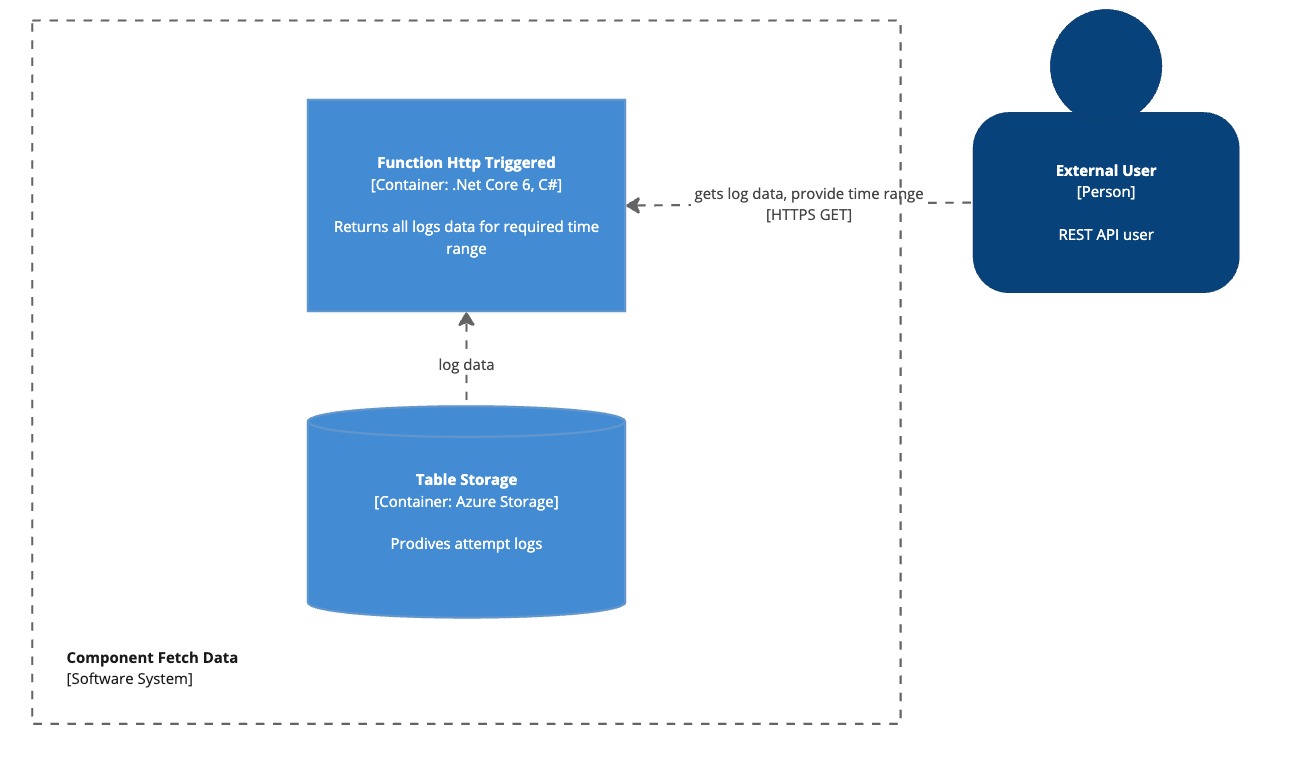 Function Http Triggered
[Container: .Net Core 6, C#]
Returns all logs data for required time
range
gets log data, provide time range
[HTTPS GET]
External User
[Person]
REST API user
log data
Table Storage
[Container: Azure Storage]
Prodives attempt logs
Component Fetch Data
[Software System]